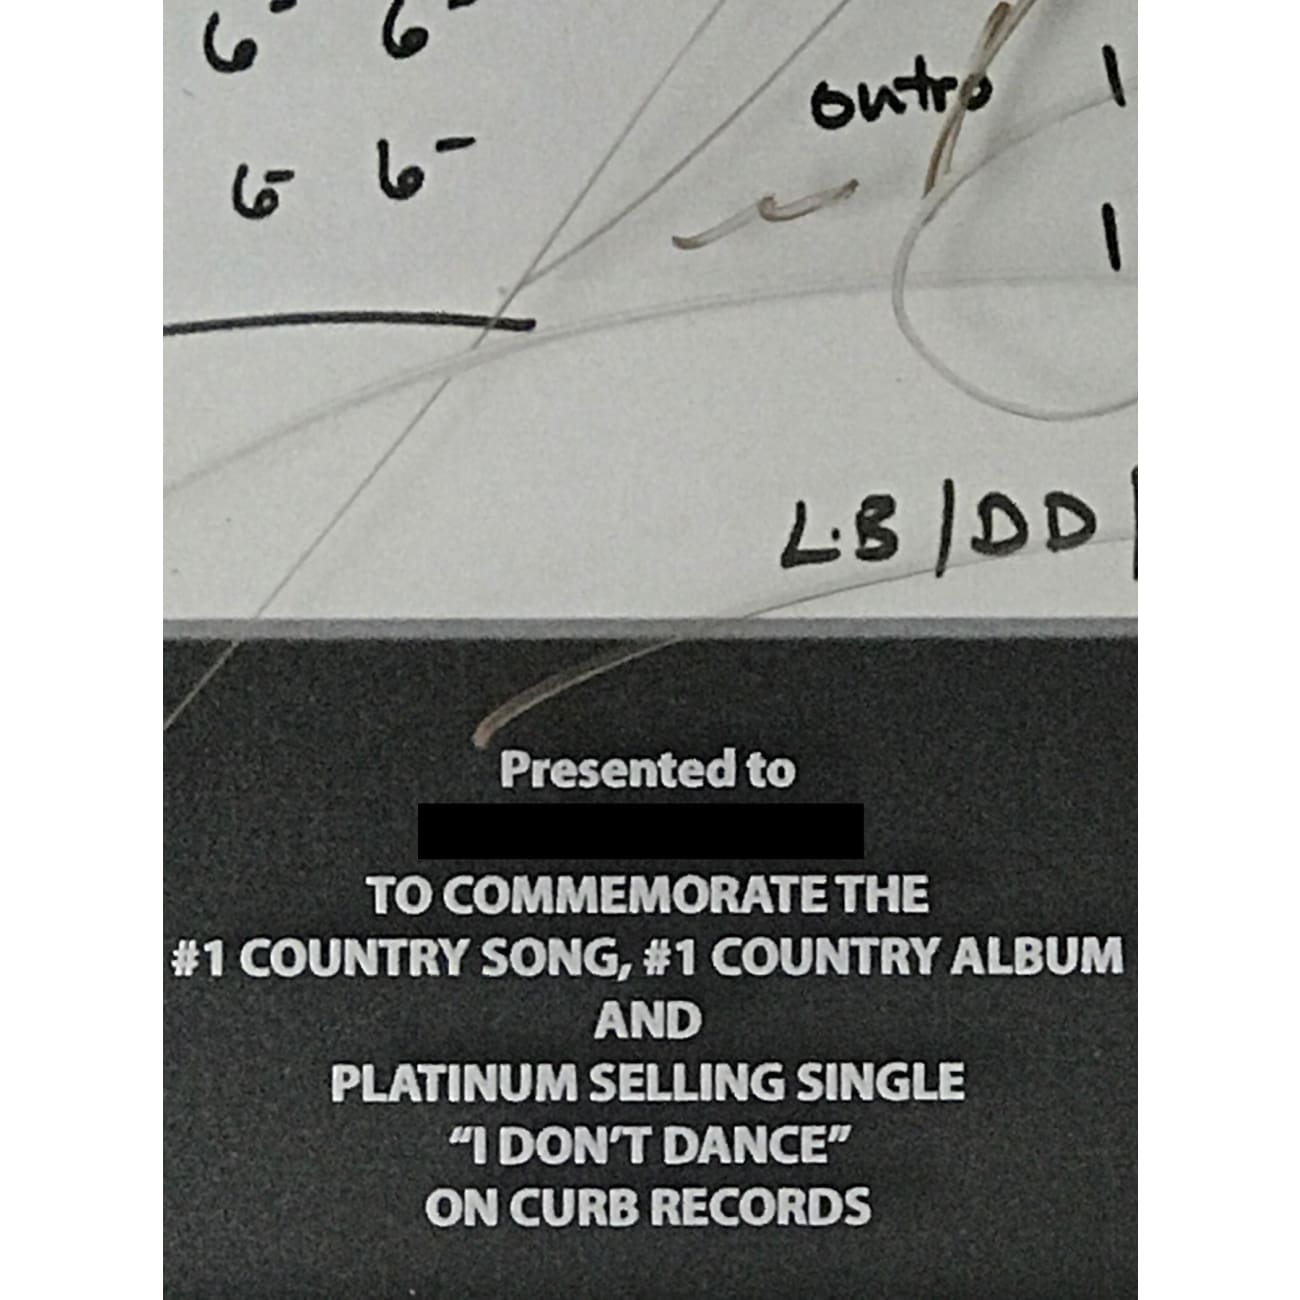 6- 6-
outro 1
6- 6-
1
L.B / DD /
Presented to
TO COMMEMORATE THE
#1 COUNTRY SONG, #1 COUNTRY ALBUM
AND
PLATINUM SELLING SINGLE
“I DON’T DANCE”
ON CURB RECORDS